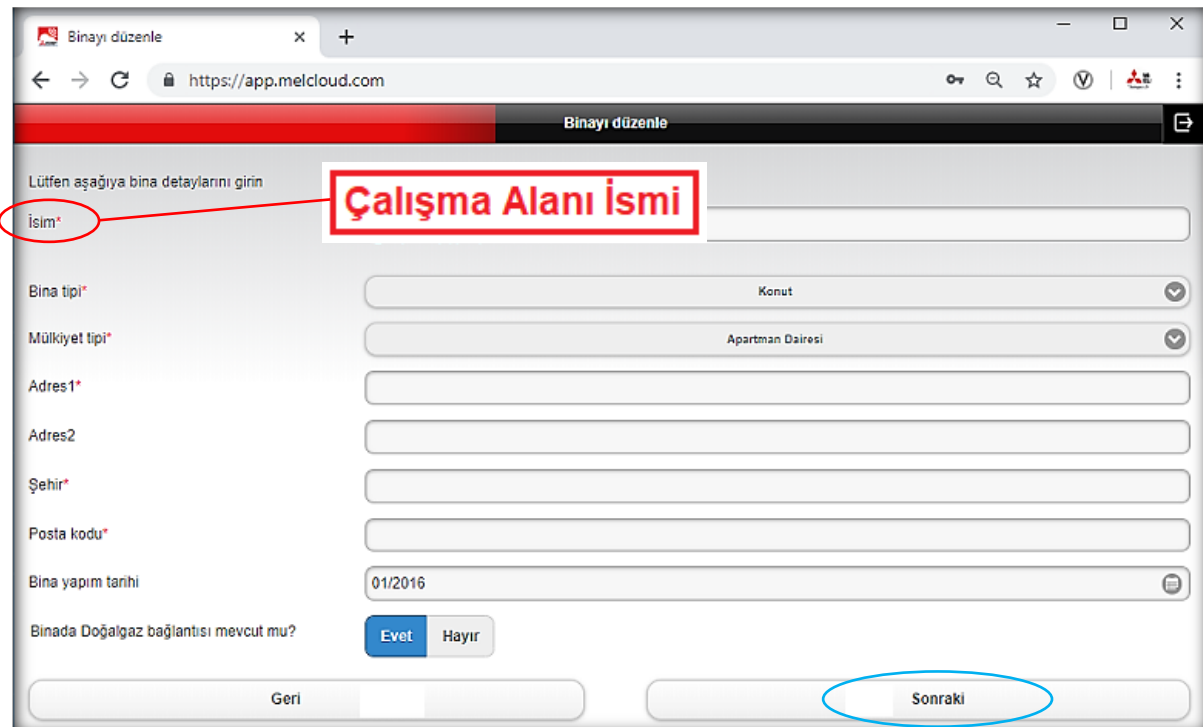 Binayı düzenle
https://app.melcloud.com
Binayı düzenle
Lütfen aşağıya bina detaylarını girin
İsim*
Çalışma Alanı İsmi
Bina tipi*
Konut
Mülkiyet tipi*
Apartman Dairesi
Adres1*
Adres2
Şehir*
Posta kodu*
Bina yapım tarihi
01/2016
Binada Doğalgaz bağlantısı mevcut mu?
Evet Hayır
Geri Sonraki